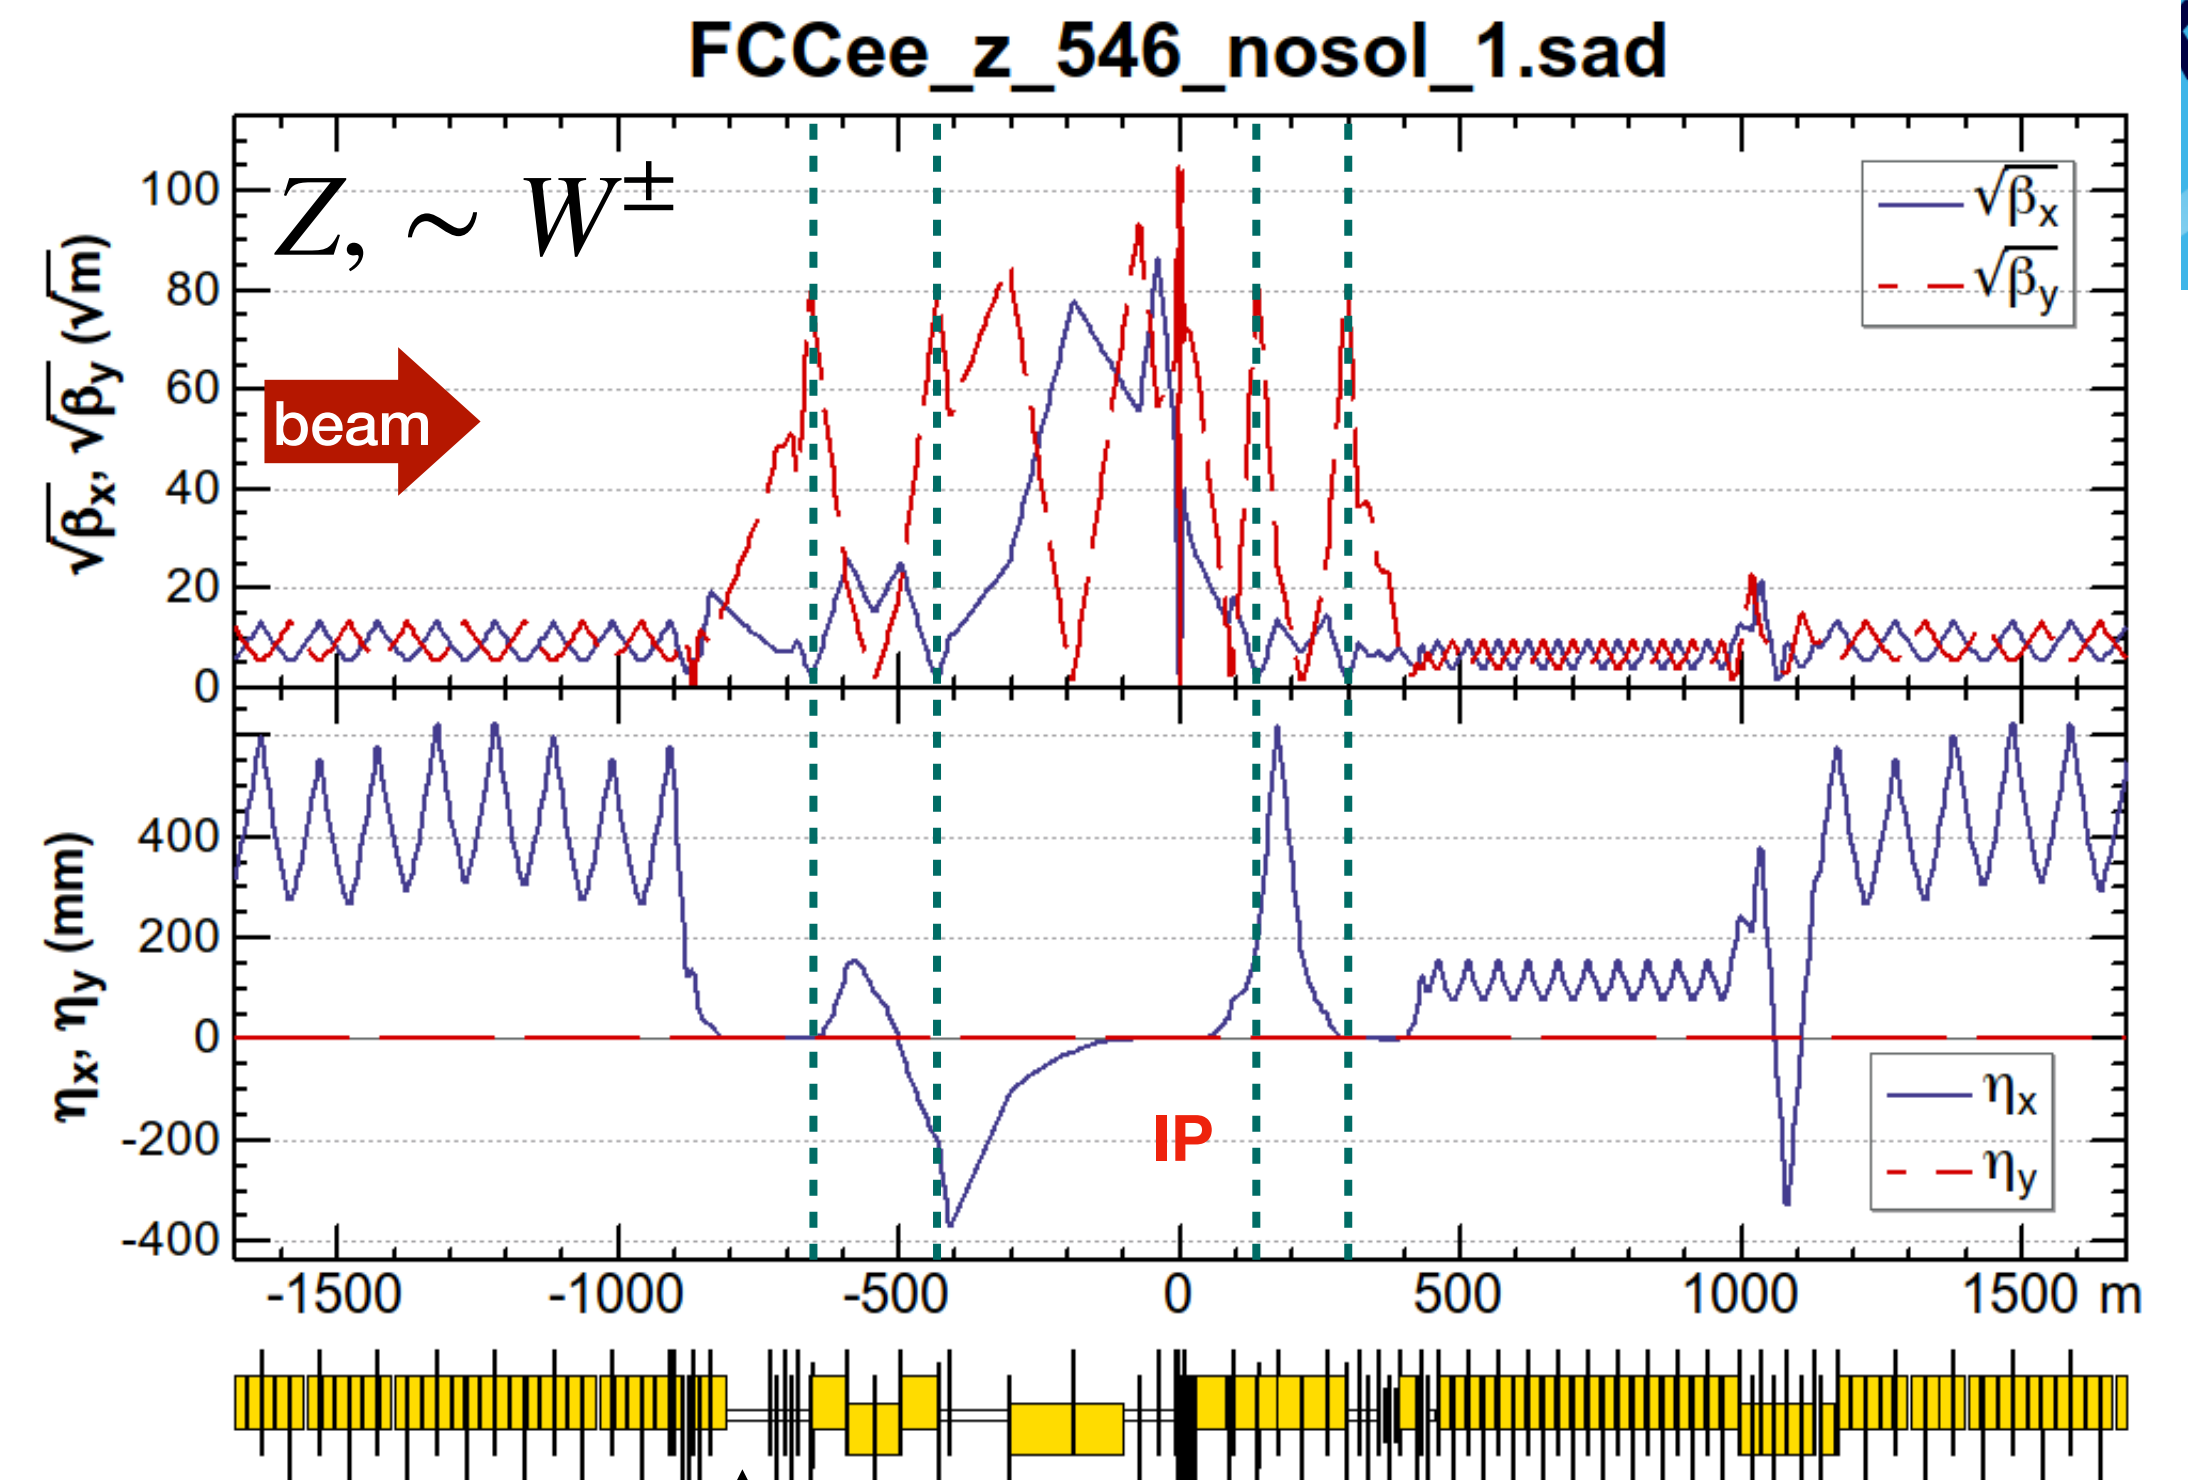 FCCee_z_546_nosol_1.sad
Z, ~ W±
beam
√βx, √βy (√m)
100
80
60
40
20
0
√βx
√βy
ηx, ηy (mm)
400
200
0
-200
-400
IP
ηx
ηy
-1500 -1000 -500 0 500 1000 1500 m